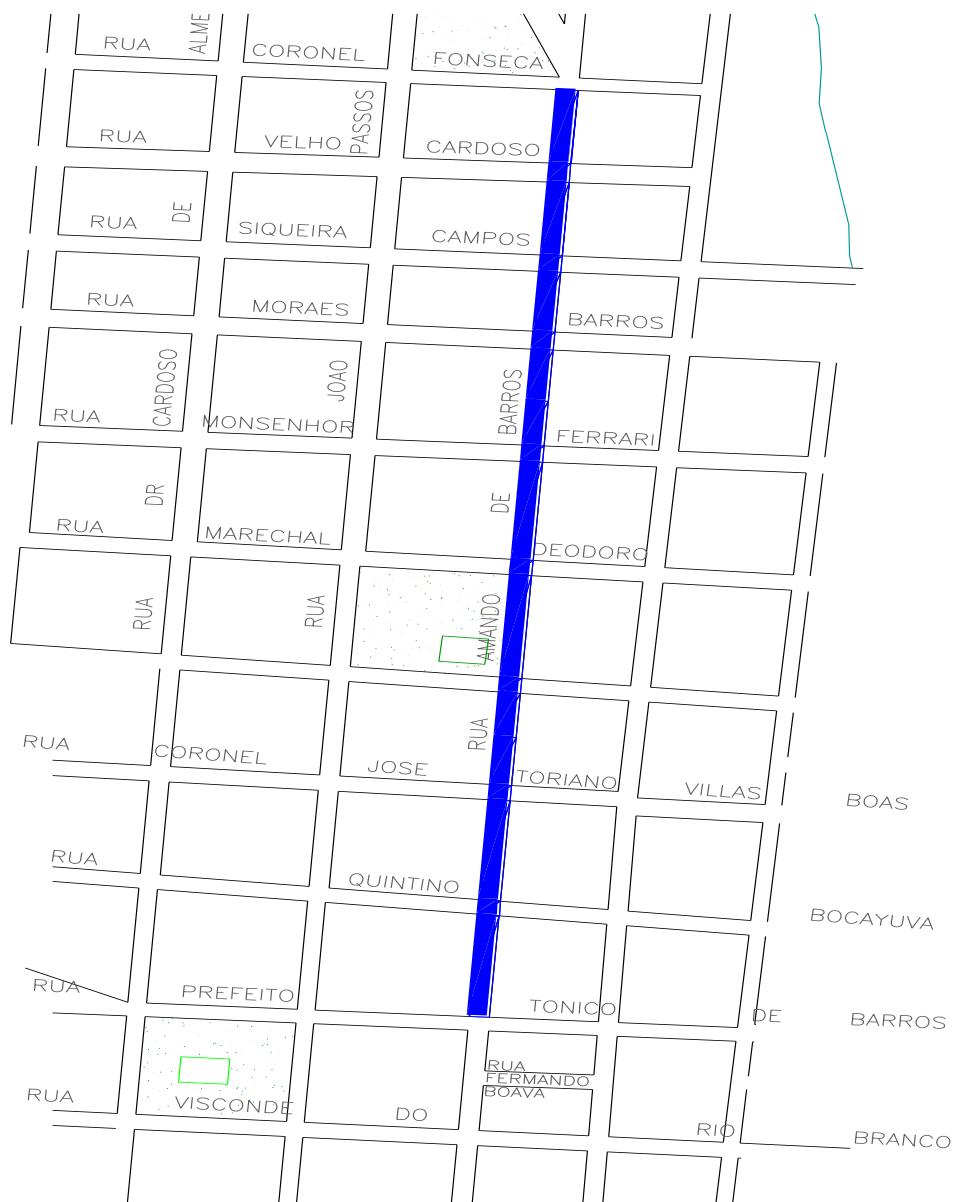 RUA CORONEL FONSECA
ALME
RUA VELHO CARDOSO
PASSOS
RUA SIQUEIRA CAMPOS
DE
RUA MORAES BARROS
RUA MONSENHOR FERRARI
CARDOSO
JOAO
BARROS
RUA MARECHAL DEODORO
DR
DE
RUA
RUA
AMANDO
RUA
RUA CORONEL JOSE TORIANO VILLAS BOAS
RUA QUINTINO BOCAYUVA
RUA PREFEITO TONICO DE BARROS
RUA
FERMANDO
BOAVA
RUA VISCONDE DO RIO BRANCO